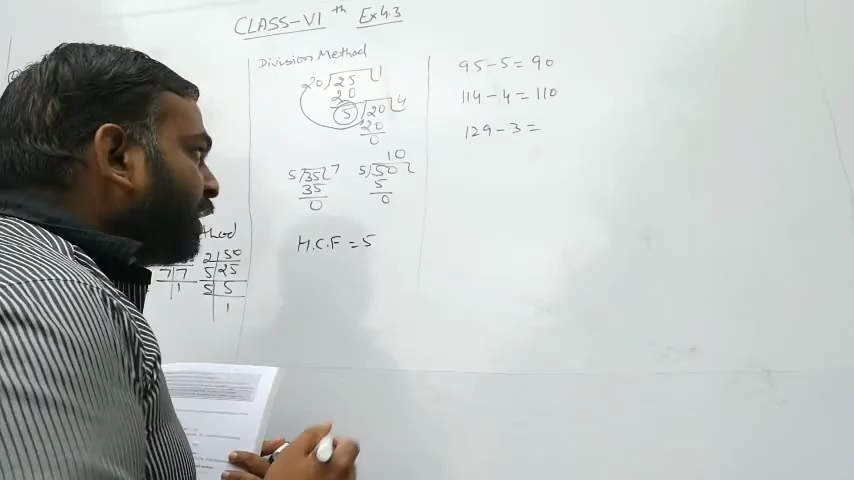 CLASS-VI th Ex 4.3
Division Method
20) 25 ( 1
20
5) 20 ( 4
20
0
5) 35 ( 7
35
0
5) 50 ( 10
5
0
H.C.F = 5
7 7
1
2 50
5 25
5 5
1
95 - 5 = 90
114 - 4 = 110
129 - 3 =